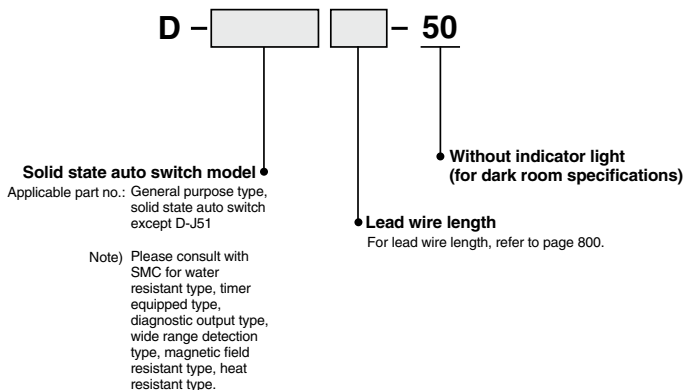 D – – 50
Without indicator light
(for dark room specifications)
Solid state auto switch model
Applicable part no.: General purpose type,
solid state auto switch
except D-J51
Lead wire length
For lead wire length, refer to page 800.
Note) Please consult with
SMC for water
resistant type, timer
equipped type,
diagnostic output type,
wide range detection
type, magnetic field
resistant type, heat
resistant type.